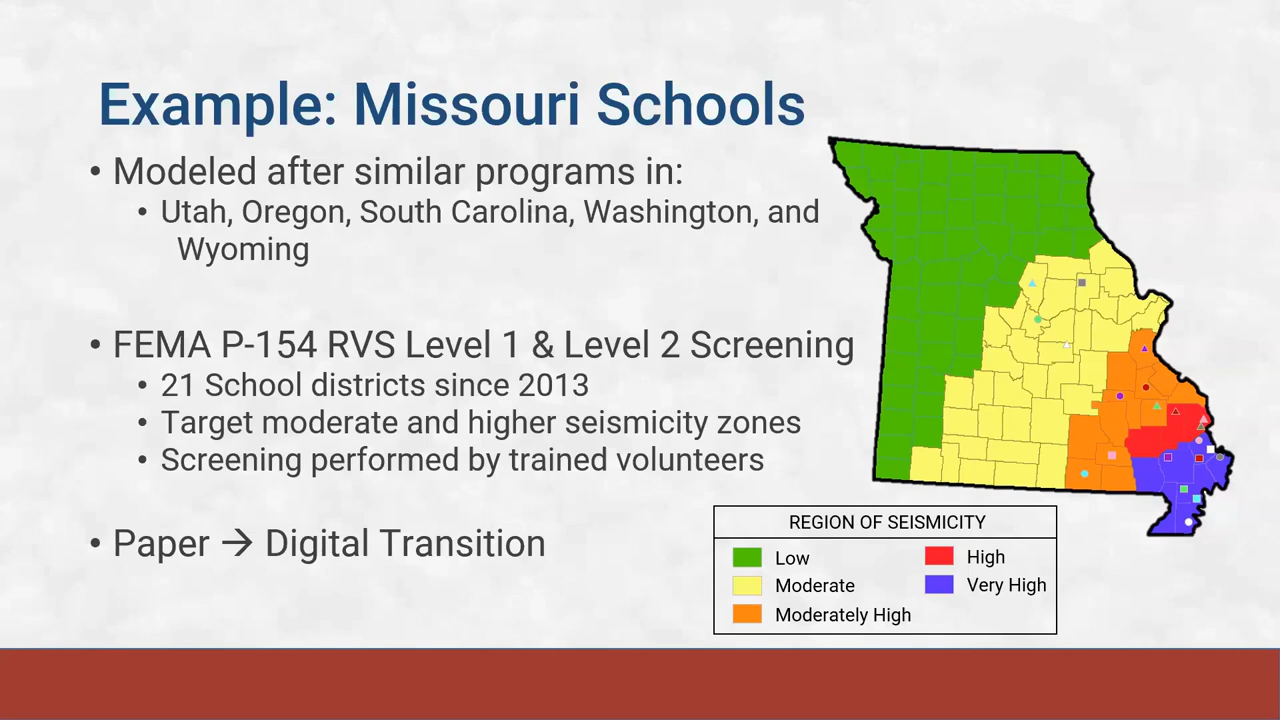 Example: Missouri Schools
• Modeled after similar programs in:
• Utah, Oregon, South Carolina, Washington, and
Wyoming
• FEMA P-154 RVS Level 1 & Level 2 Screening
• 21 School districts since 2013
• Target moderate and higher seismicity zones
• Screening performed by trained volunteers
• Paper → Digital Transition
REGION OF SEISMICITY
Low
Moderate
Moderately High
High
Very High